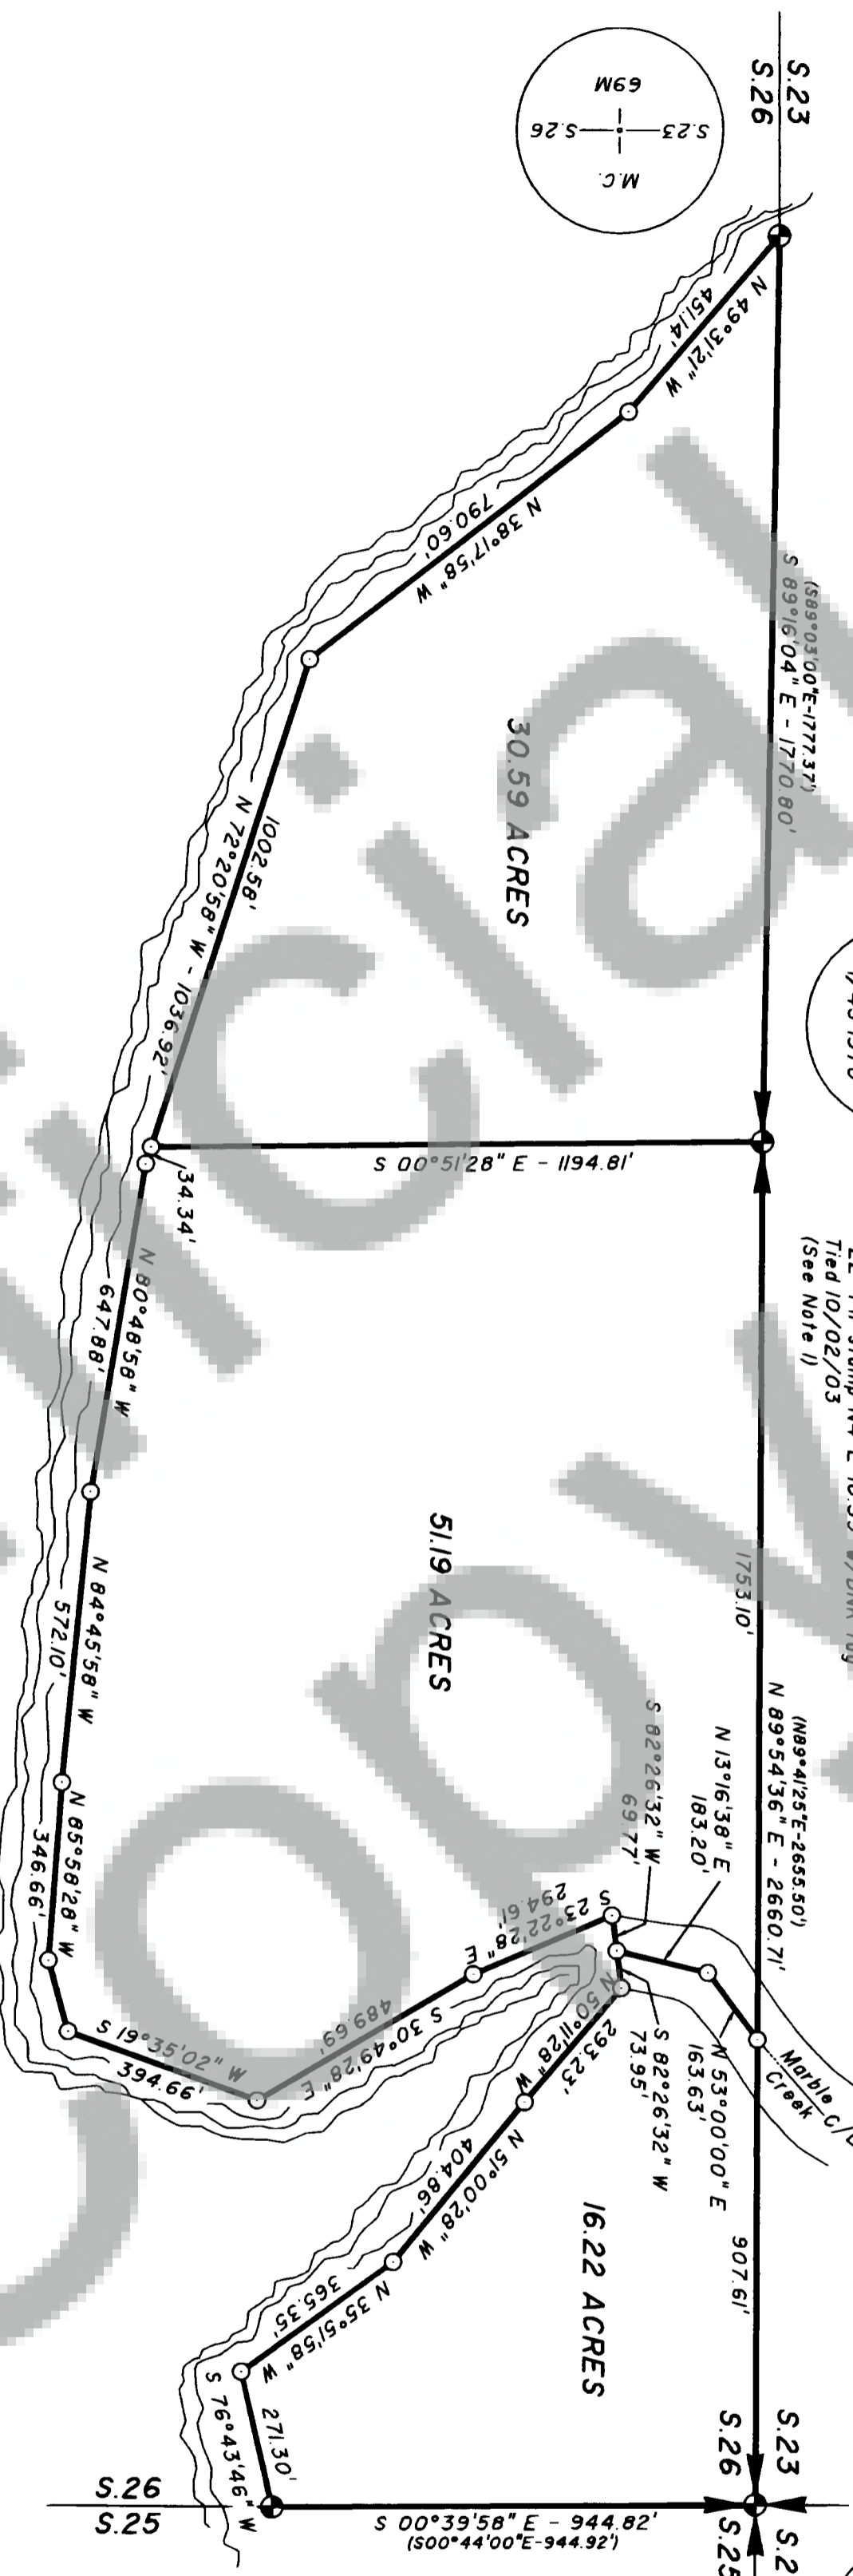 S.23
S.26
69M
S.26
S.23
M.C.
N 49°31'21" W
451.14'
N 38°17'58" W
790.60'
(S89°03'00"E-1777.37')
S 89°16'04" E - 1770.80'
30.59 ACRES
1002.58'
N 72°20'58" W - 1036.92'
S 00°51'28" E - 1194.81'
34.34'
N 80°48'58" W
647.88'
Tied 10/02/03
(See Note 1)
51.19 ACRES
1753.10'
(N89°41'25"E-2655.50')
N 89°54'36" E - 2660.71'
N 84°45'58" W
572.10'
N 85°58'28" W
346.66'
S 82°26'32" W
69.77'
N 13°16'38" E
183.20'
S 23°22'28" E
294.61'
S 30°49'28" E
489.69'
S 19°35'02" W
394.66'
N 50°11'28" W
293.23'
S 82°26'32" W
73.95'
N 53°00'00" E
163.63'
Marble
Creek
N 51°00'28" W
404.86'
16.22 ACRES
907.61'
N 35°51'58" W
365.35'
S 76°43'46" W
271.30'
S.23
S.26
S.26
S.25
S 00°39'58" E - 944.82'
(S00°44'00"E-944.92')
S.25